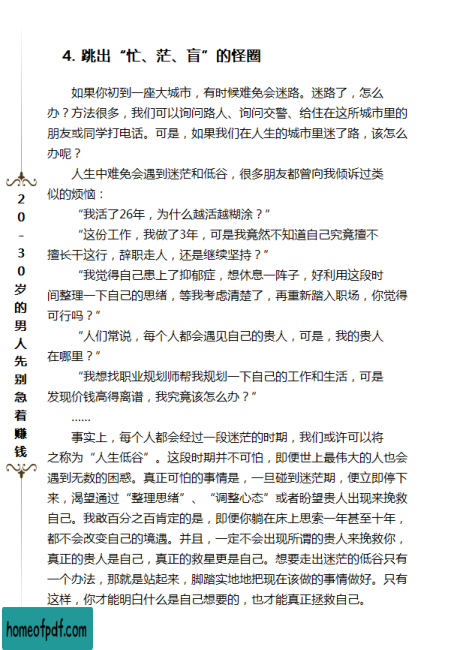 4. 跳出“忙、茫、盲”的怪圈
如果你初到一座大城市，有时候难免会迷路。迷路了，怎么
办？方法很多，我们可以询问路人、询问交警、给住在这所城市里的
朋友或同学打电话。可是，如果我们在人生的城市里迷了路，该怎么
办呢？
人生中难免会遇到迷茫和低谷，很多朋友都曾向我倾诉过类
似的烦恼：
“我活了26年，为什么越活越糊涂？”
“这份工作，我做了3年，可是我竟然不知道自己究竟擅不
擅长干这行，辞职走人，还是继续坚持？”
“我觉得自己患上了抑郁症，想休息一阵子，好利用这段时
间整理一下自己的思绪，等我考虑清楚了，再重新踏入职场，你觉得
可行吗？”
“人们常说，每个人都会遇见自己的贵人，可是，我的贵人
在哪里？”
“我想找职业规划师帮我规划一下自己的工作和生活，可是
发现价钱高得离谱，我究竟该怎么办？”
……
事实上，每个人都会经过一段迷茫的时期，我们或许可以将
之称为“人生低谷”。这段时期并不可怕，即便世上最伟大的人也会
遇到无数的困惑。真正可怕的事情是，一旦碰到迷茫期，便立即停下
来，渴望通过“整理思绪”、“调整心态”或者盼望贵人出现来挽救
自己。我敢百分之百肯定的是，即便你躺在床上思索一年甚至十年，
都不会改变自己的境遇。并且，一定不会出现所谓的贵人来挽救你，
真正的贵人是自己，真正的救星更是自己。想要走出迷茫的低谷只有
一个办法，那就是站起来，脚踏实地地把现在该做的事情做好。只有
这样，你才能明白什么是自己想要的，也才能真正拯救自己。
20-30岁的男人先别急着赚钱
homeofpdf.com